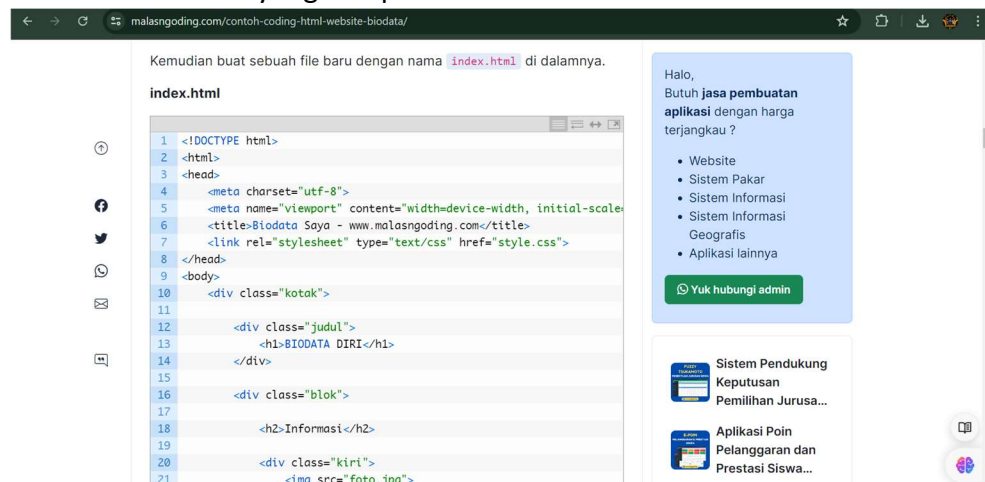 malasngoding.com/contoh-coding-html-website-biodata/
Kemudian buat sebuah file baru dengan nama index.html di dalamnya.
index.html
1 <!DOCTYPE html>
2 <html>
3 <head>
4 <meta charset="utf-8">
5 <meta name="viewport" content="width=device-width, initial-scale=
6 <title>Biodata Saya - www.malasngoding.com</title>
7 <link rel="stylesheet" type="text/css" href="style.css">
8 </head>
9 <body>
10 <div class="kotak">
11
12 <div class="judul">
13 <h1>BIODATA DIRI</h1>
14 </div>
15
16 <div class="blok">
17
18 <h2>Informasi</h2>
19
20 <div class="kiri">
21 <img src="foto.jpg">
Halo,
Butuh jasa pembuatan
aplikasi dengan harga
terjangkau ?
• Website
• Sistem Pakar
• Sistem Informasi
• Sistem Informasi
Geografis
• Aplikasi lainnya
Yuk hubungi admin
Sistem Pendukung
Keputusan
Pemilihan Jurusa...
Aplikasi Poin
Pelanggaran dan
Prestasi Siswa...